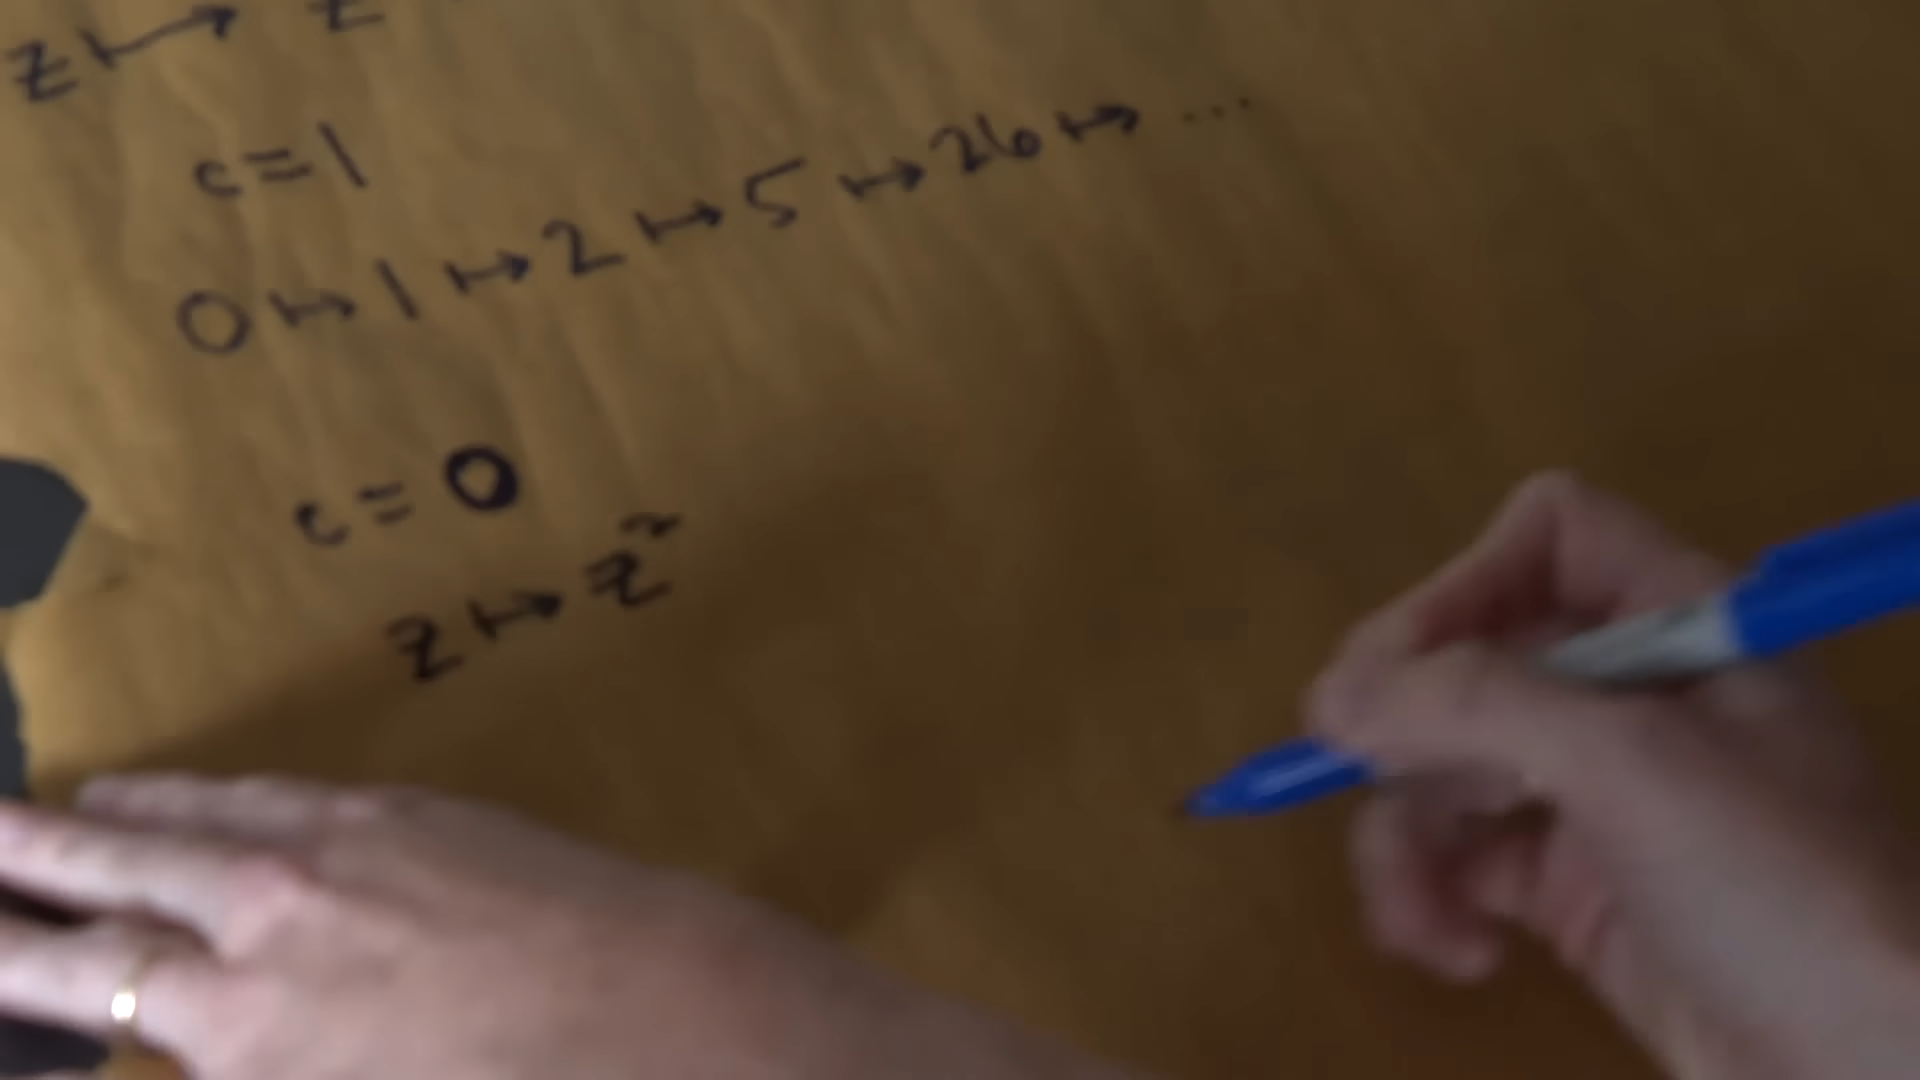 z ↦ z
c = 1
0 ↦ 1 ↦ 2 ↦ 5 ↦ 26 ↦ ...
c = 0
z ↦ z²